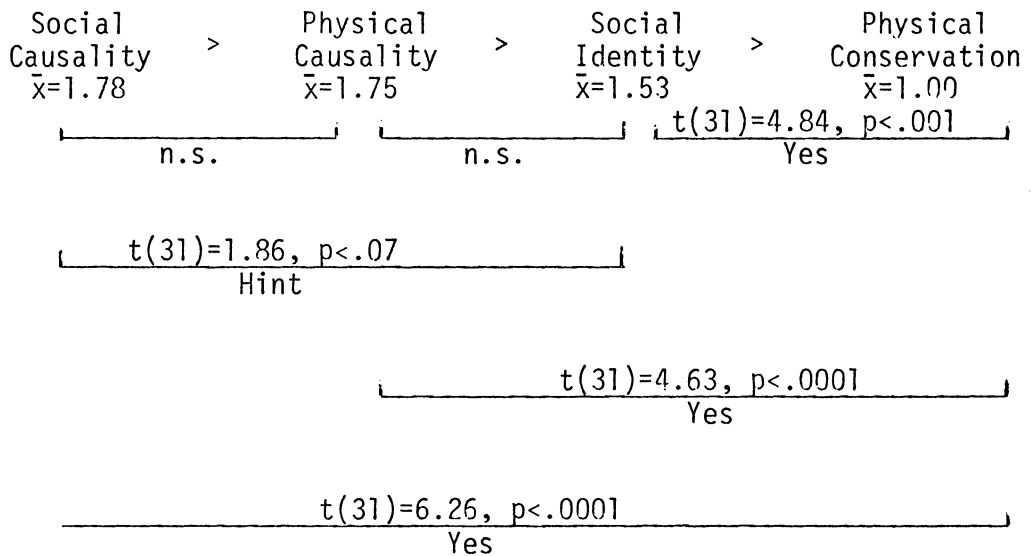 Social > Physical > Social > Physical
Causality Causality Identity Conservation
x̄=1.78 x̄=1.75 x̄=1.53 x̄=1.00
t(31)=4.84, p<.001
n.s. n.s. Yes
t(31)=1.86, p<.07
Hint
t(31)=4.63, p<.0001
Yes
t(31)=6.26, p<.0001
Yes